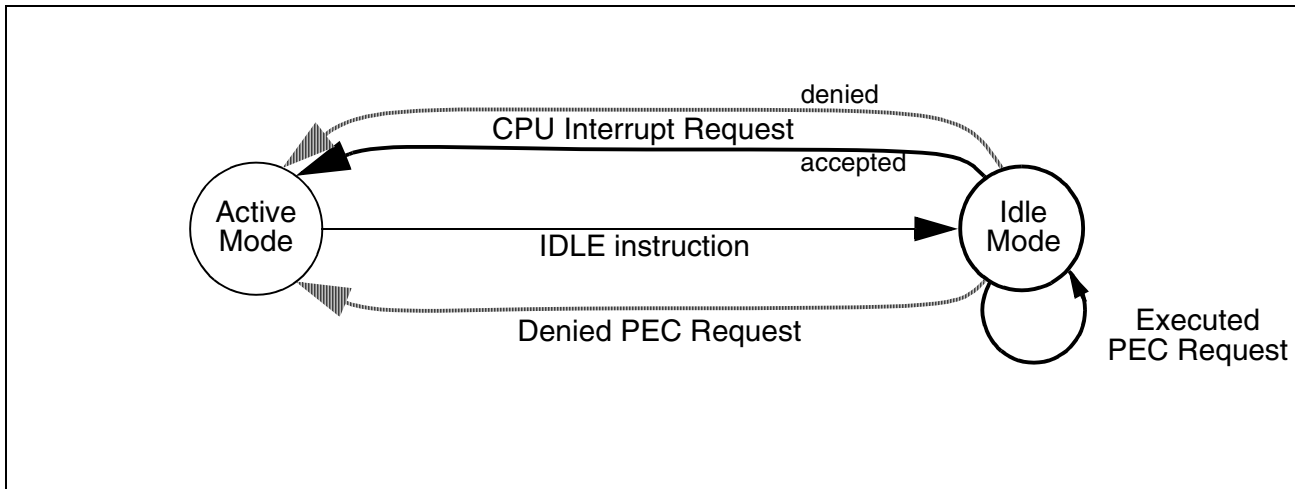 denied
CPU Interrupt Request
accepted
Active
Mode
Idle
Mode
IDLE instruction
Denied PEC Request
Executed
PEC Request